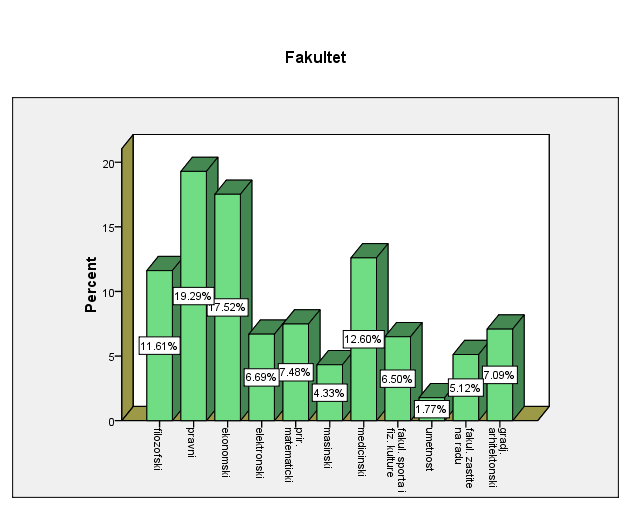 Fakultet
Percent
20
15
10
5
0
11.61%
19.29%
17.52%
6.69%
7.48%
4.33%
12.60%
6.50%
1.77%
5.12%
7.09%
filozofski
pravni
ekonomski
elektronski
prir.
matematicki
masinski
medicinski
fakul. sporta i
fiz. kulture
umetnost
fakul. zastite
na radu
gradj.
arhitektonski